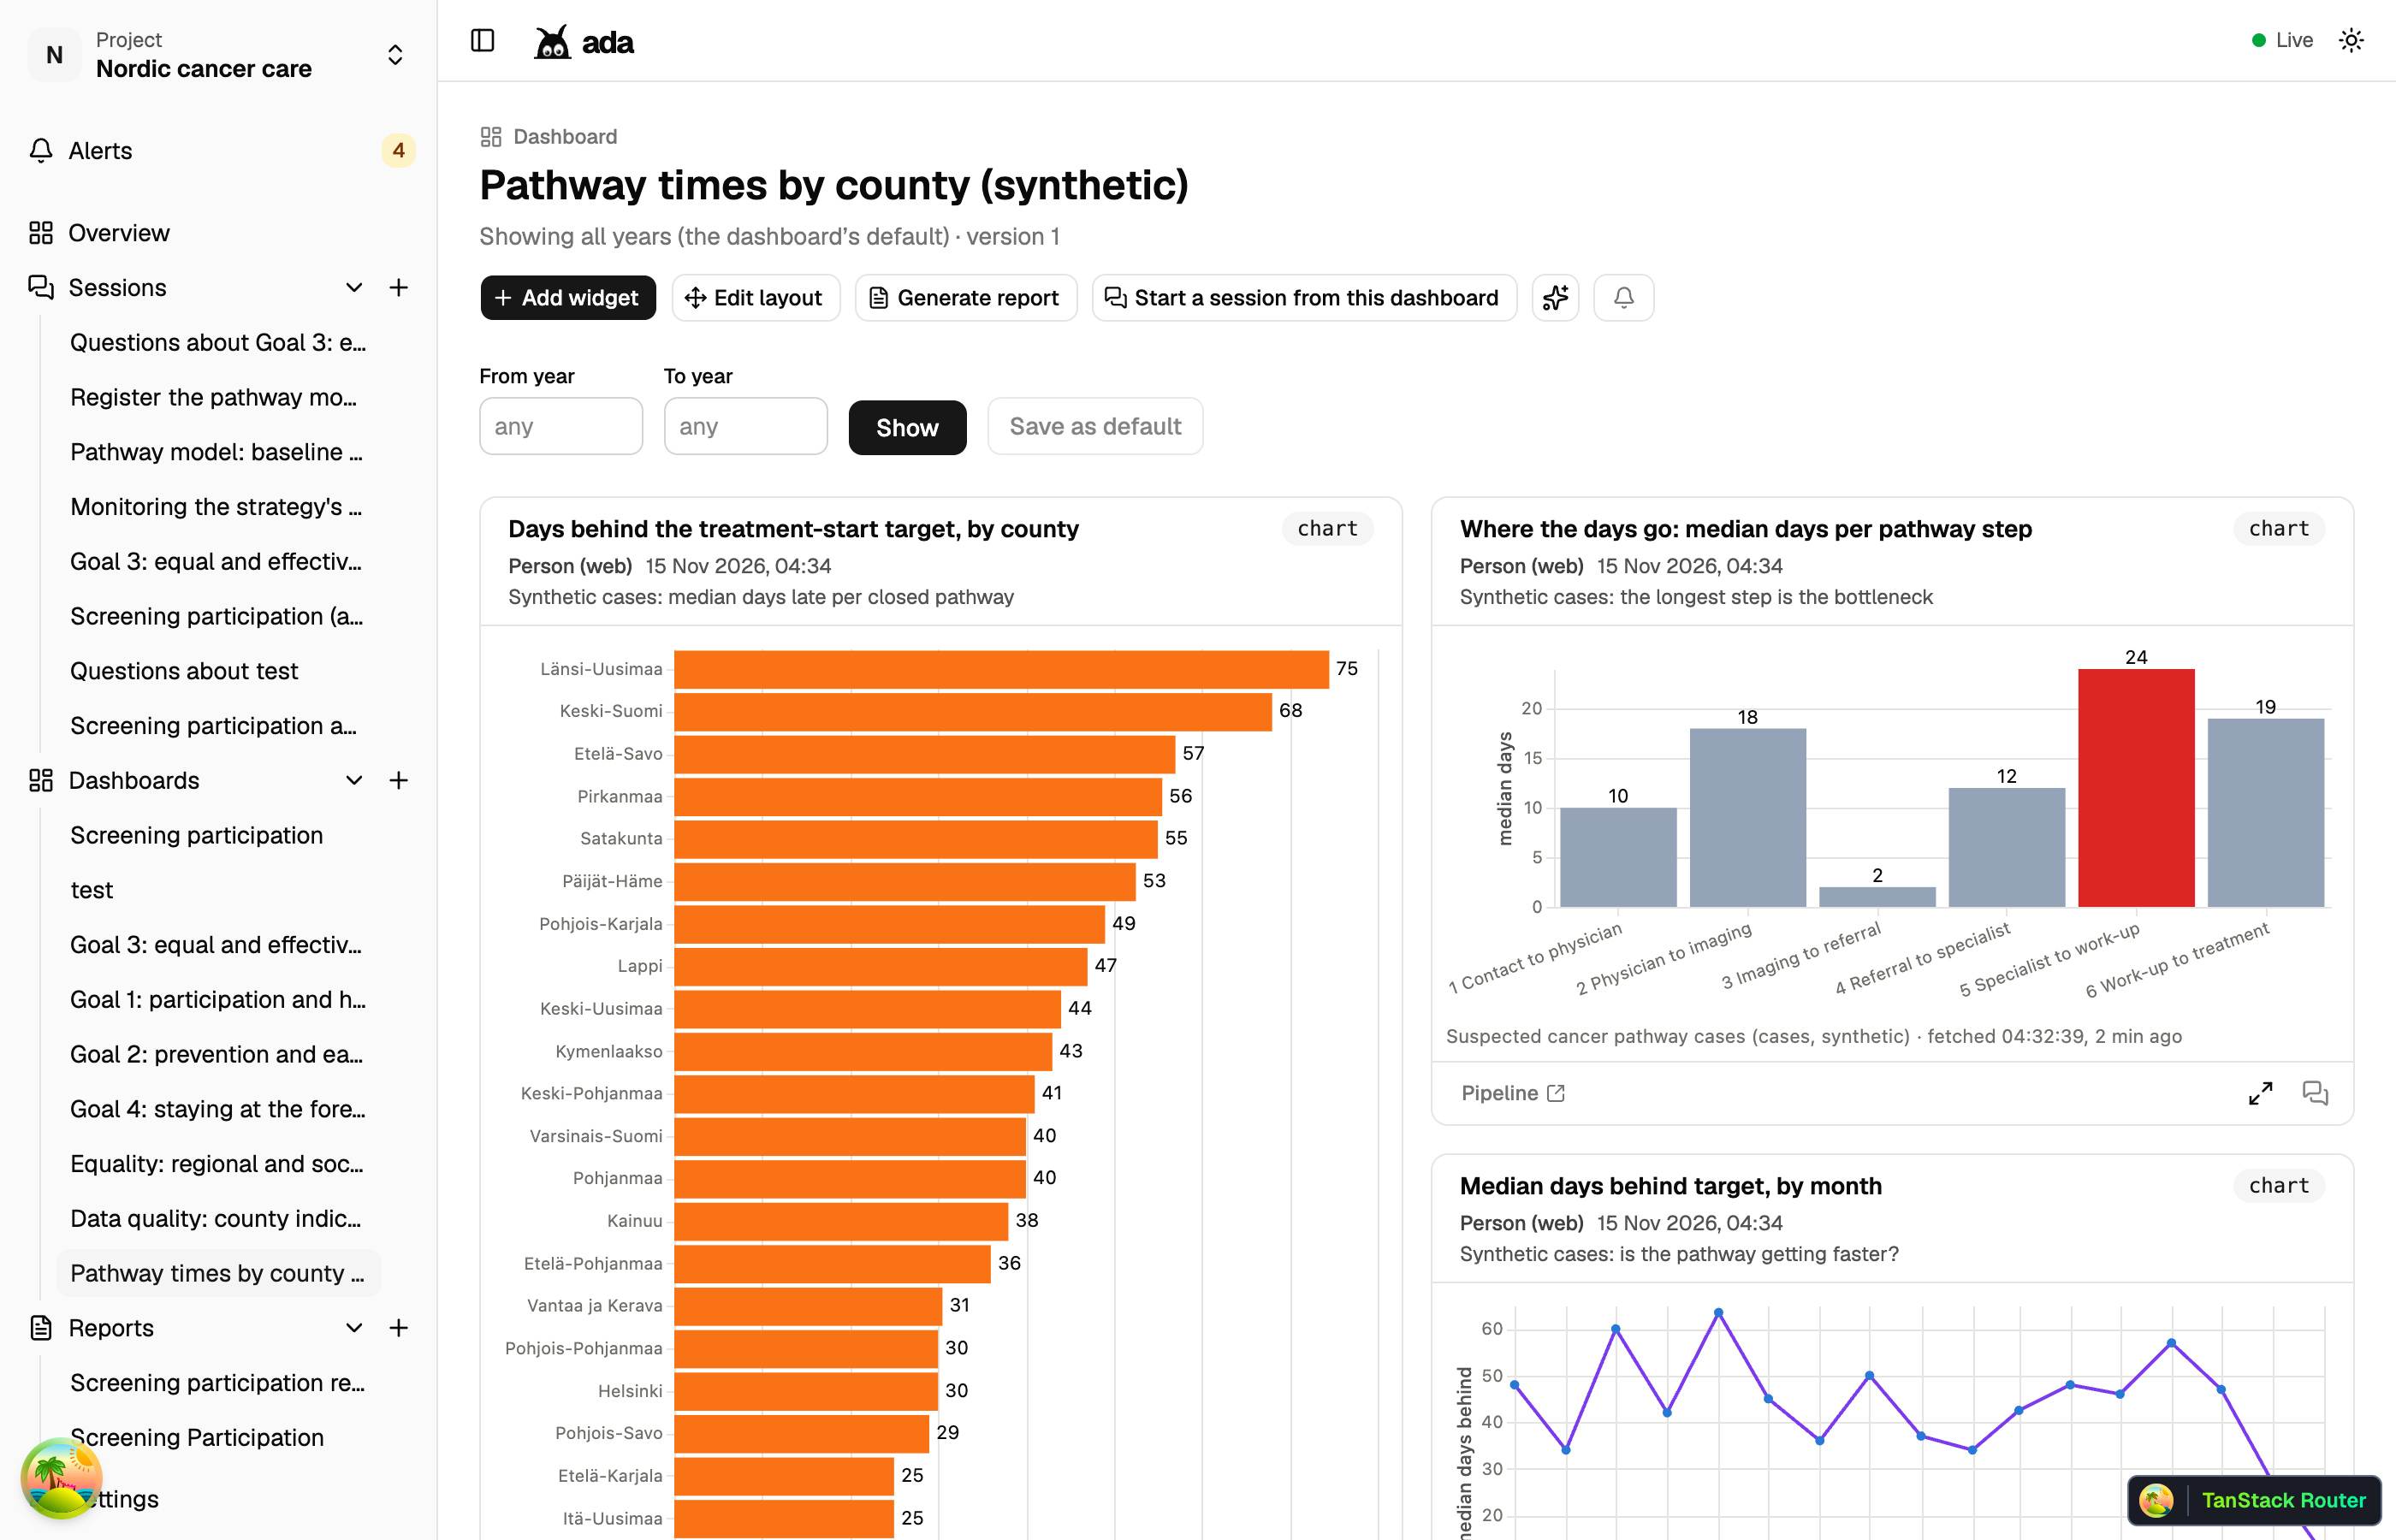 N
Project
Nordic cancer care
Alerts
4
Overview
Sessions
Questions about Goal 3: e...
Register the pathway mo...
Pathway model: baseline ...
Monitoring the strategy's ...
Goal 3: equal and effectiv...
Screening participation (a...
Questions about test
Screening participation a...
Dashboards
Screening participation
test
Goal 3: equal and effectiv...
Goal 1: participation and h...
Goal 2: prevention and ea...
Goal 4: staying at the fore...
Equality: regional and soc...
Data quality: county indic...
Pathway times by county ...
Reports
Screening participation re...
Screening Participation
ettings
ada
Live
Dashboard
Pathway times by county (synthetic)
Showing all years (the dashboard’s default) · version 1
Add widget
Edit layout
Generate report
Start a session from this dashboard
From year
To year
any
any
Show
Save as default
Days behind the treatment-start target, by county
chart
Person (web) 15 Nov 2026, 04:34
Synthetic cases: median days late per closed pathway
Länsi-Uusimaa 75
Keski-Suomi 68
Etelä-Savo 57
Pirkanmaa 56
Satakunta 55
Päijät-Häme 53
Pohjois-Karjala 49
Lappi 47
Keski-Uusimaa 44
Kymenlaakso 43
Keski-Pohjanmaa 41
Varsinais-Suomi 40
Pohjanmaa 40
Kainuu 38
Etelä-Pohjanmaa 36
Vantaa ja Kerava 31
Pohjois-Pohjanmaa 30
Helsinki 30
Pohjois-Savo 29
Etelä-Karjala 25
Itä-Uusimaa 25
Where the days go: median days per pathway step
chart
Person (web) 15 Nov 2026, 04:34
Synthetic cases: the longest step is the bottleneck
median days
20
15
10
5
0
10
18
2
12
24
19
1 Contact to physician
2 Physician to imaging
3 Imaging to referral
4 Referral to specialist
5 Specialist to work-up
6 Work-up to treatment
Suspected cancer pathway cases (cases, synthetic) · fetched 04:32:39, 2 min ago
Pipeline
Median days behind target, by month
chart
Person (web) 15 Nov 2026, 04:34
Synthetic cases: is the pathway getting faster?
median days behind
60
50
40
30
20
TanStack Router